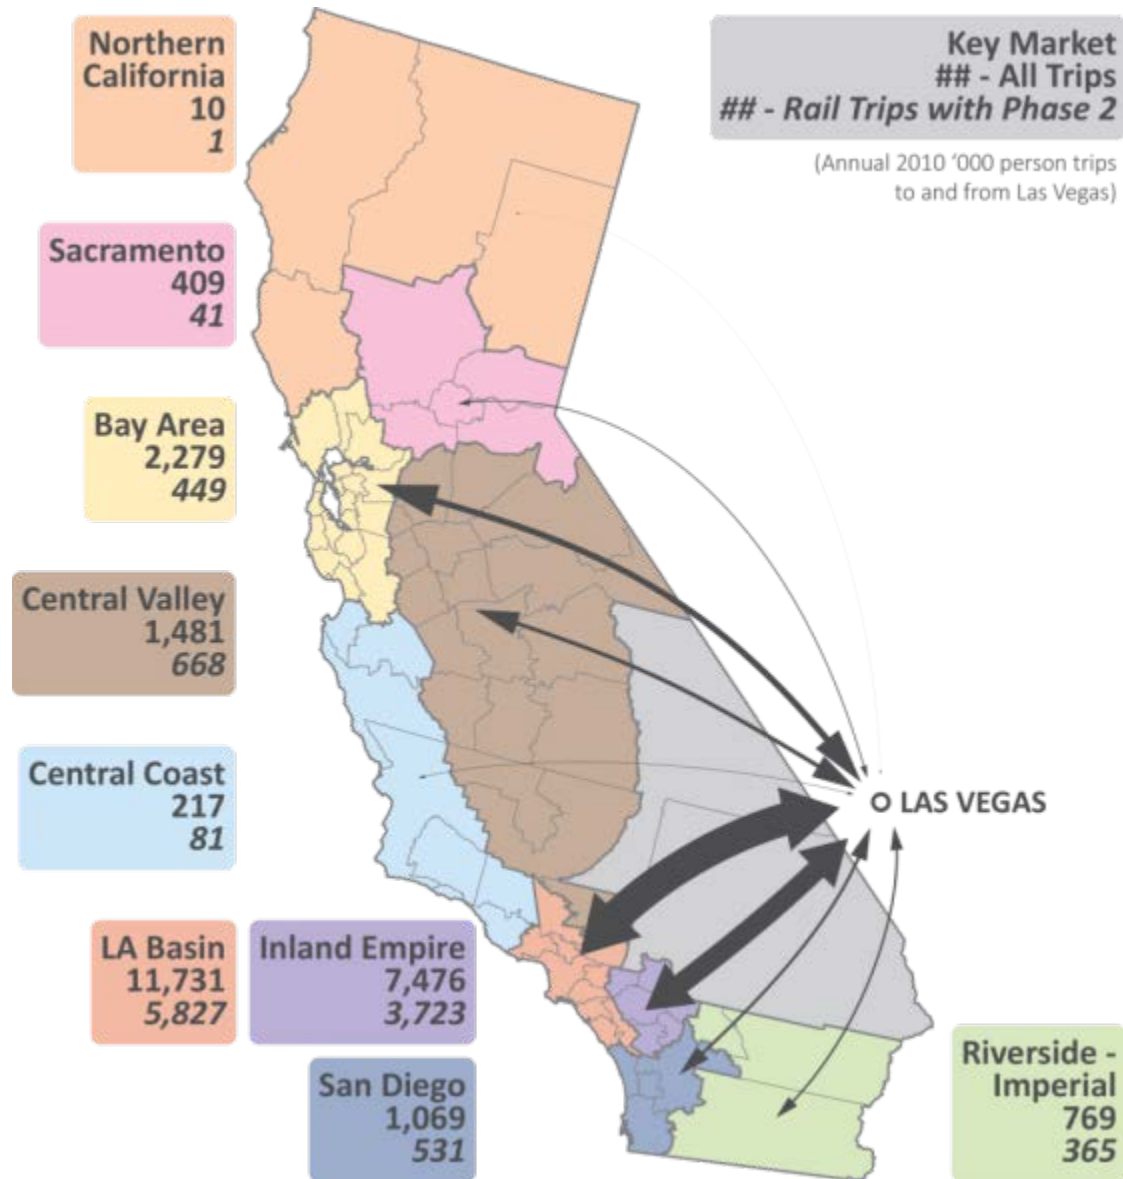 Northern
California
10
1
Key Market
## - All Trips
## - Rail Trips with Phase 2
(Annual 2010 ‘000 person trips
to and from Las Vegas)
Sacramento
409
41
Bay Area
2,279
449
Central Valley
1,481
668
Central Coast
217
81
LAS VEGAS
LA Basin
11,731
5,827
Inland Empire
7,476
3,723
San Diego
1,069
531
Riverside -
Imperial
769
365